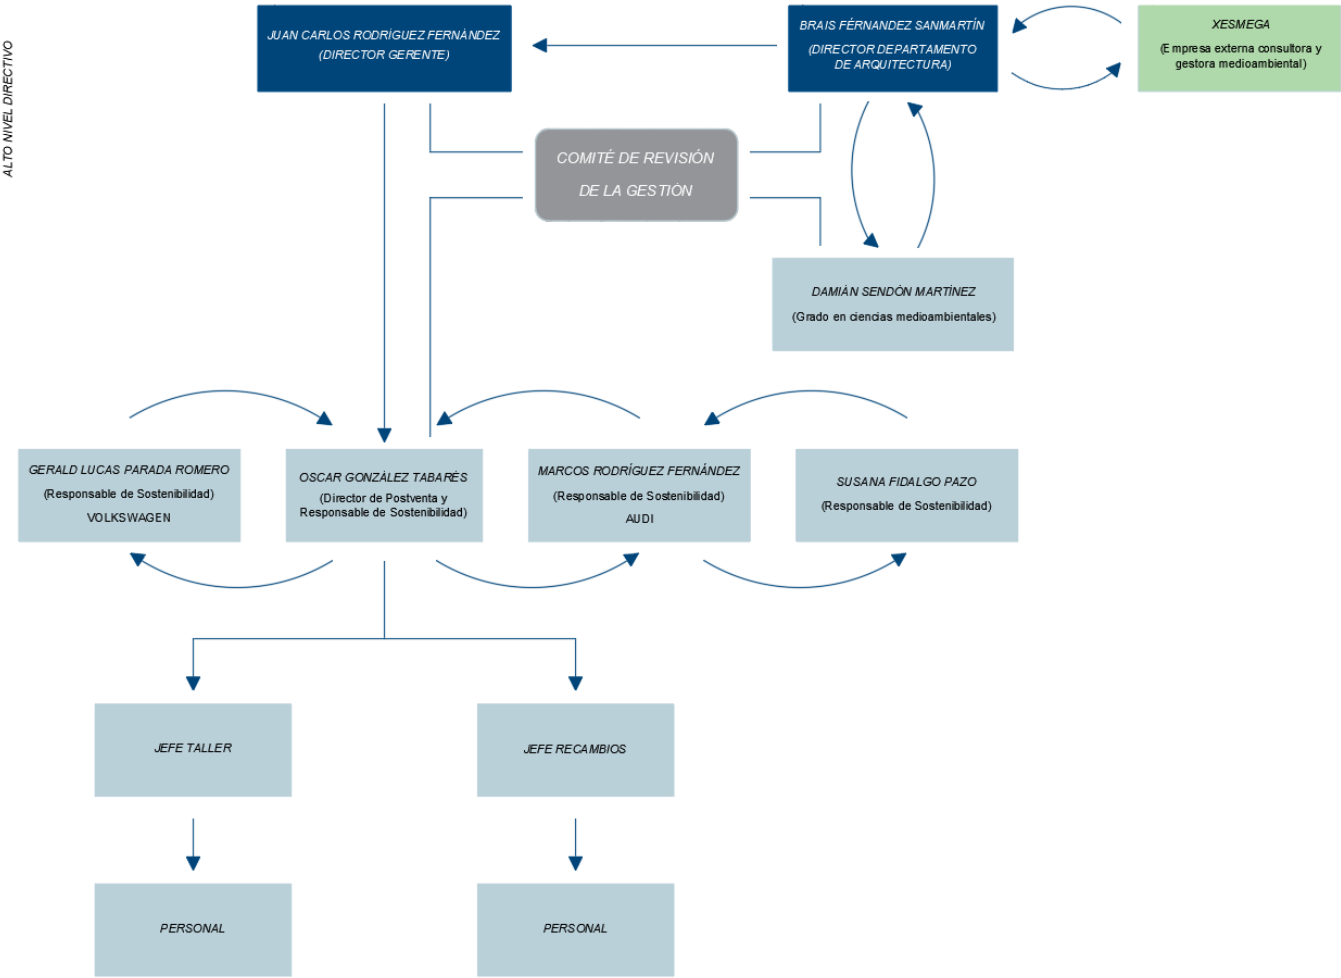 ALTO NIVEL DIRECTIVO
JUAN CARLOS RODRÍGUEZ FERNÁNDEZ
(DIRECTOR GERENTE)
BRAIS FÉRNANDEZ SANMARTÍN
(DIRECTOR DEPARTAMENTO
DE ARQUITECTURA)
XESMEGA
(Empresa externa consultora y
gestora medioambiental)
COMITÉ DE REVISIÓN
DE LA GESTIÓN
DAMIÁN SENDÓN MARTÍNEZ
(Grado en ciencias medioambientales)
GERALD LUCAS PARADA ROMERO
(Responsable de Sostenibilidad)
VOLKSWAGEN
OSCAR GONZÁLEZ TABARÉS
(Director de Postventa y
Responsable de Sostenibilidad)
MARCOS RODRÍGUEZ FERNÁNDEZ
(Responsable de Sostenibilidad)
AUDI
SUSANA FIDALGO PAZO
(Responsable de Sostenibilidad)
JEFE TALLER
JEFE RECAMBIOS
PERSONAL
PERSONAL